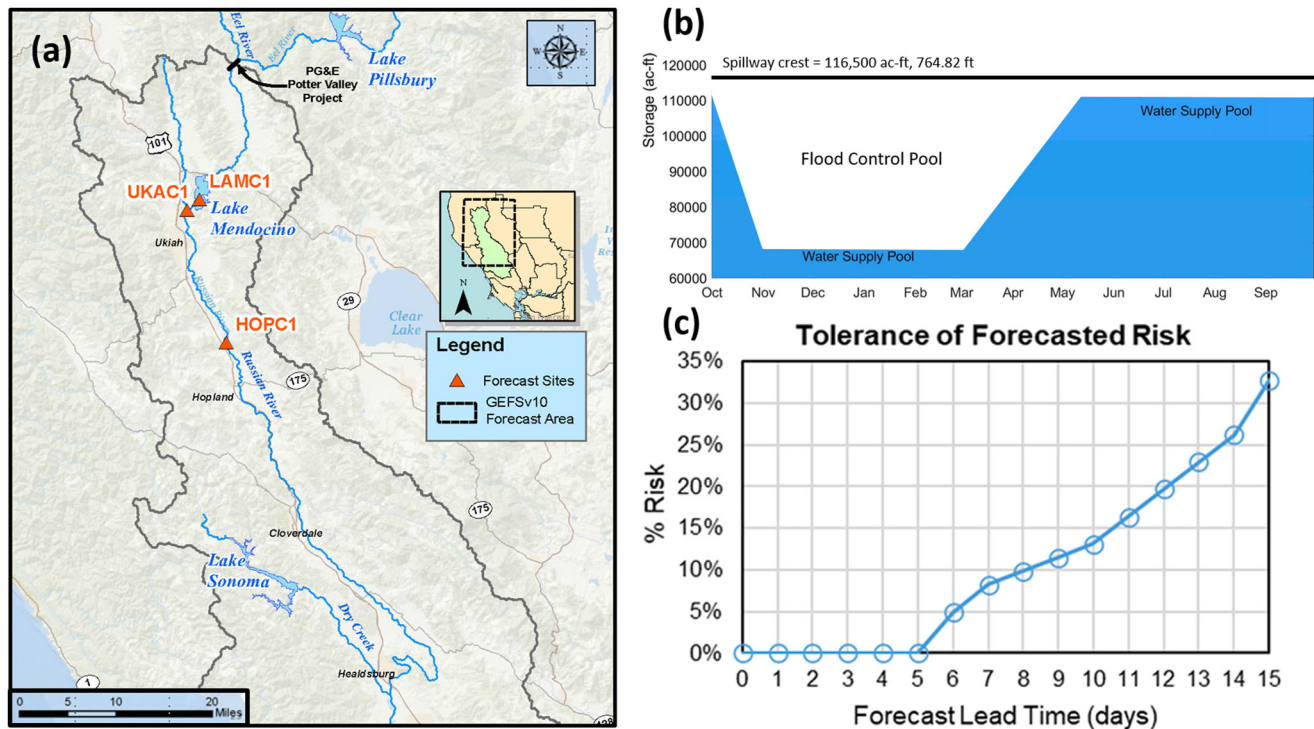 (a)
Eel River
Eel River
Lake
Pillsbury
N
W E
S
PG&E
Potter Valley
Project
101
UKAC1
LAMC1
Lake
Mendocino
Ukiah
Russian River
HOPC1
29
Clear
Lake
N
Legend
Forecast Sites
GEFSv10
Forecast Area
175
Hopland
Russian River
175
Cloverdale
Lake
Sonoma
Dry Creek
Healdsburg
1
128
0 5 10 20
Miles
(b)
Spillway crest = 116,500 ac-ft, 764.82 ft
Storage (ac-ft)
120000
110000
100000
90000
80000
70000
60000
Water Supply Pool
Flood Control Pool
Water Supply Pool
Oct Nov Dec Jan Feb Mar Apr May Jun Jul Aug Sep
(c)
Tolerance of Forecasted Risk
% Risk
35%
30%
25%
20%
15%
10%
5%
0%
0 1 2 3 4 5 6 7 8 9 10 11 12 13 14 15
Forecast Lead Time (days)